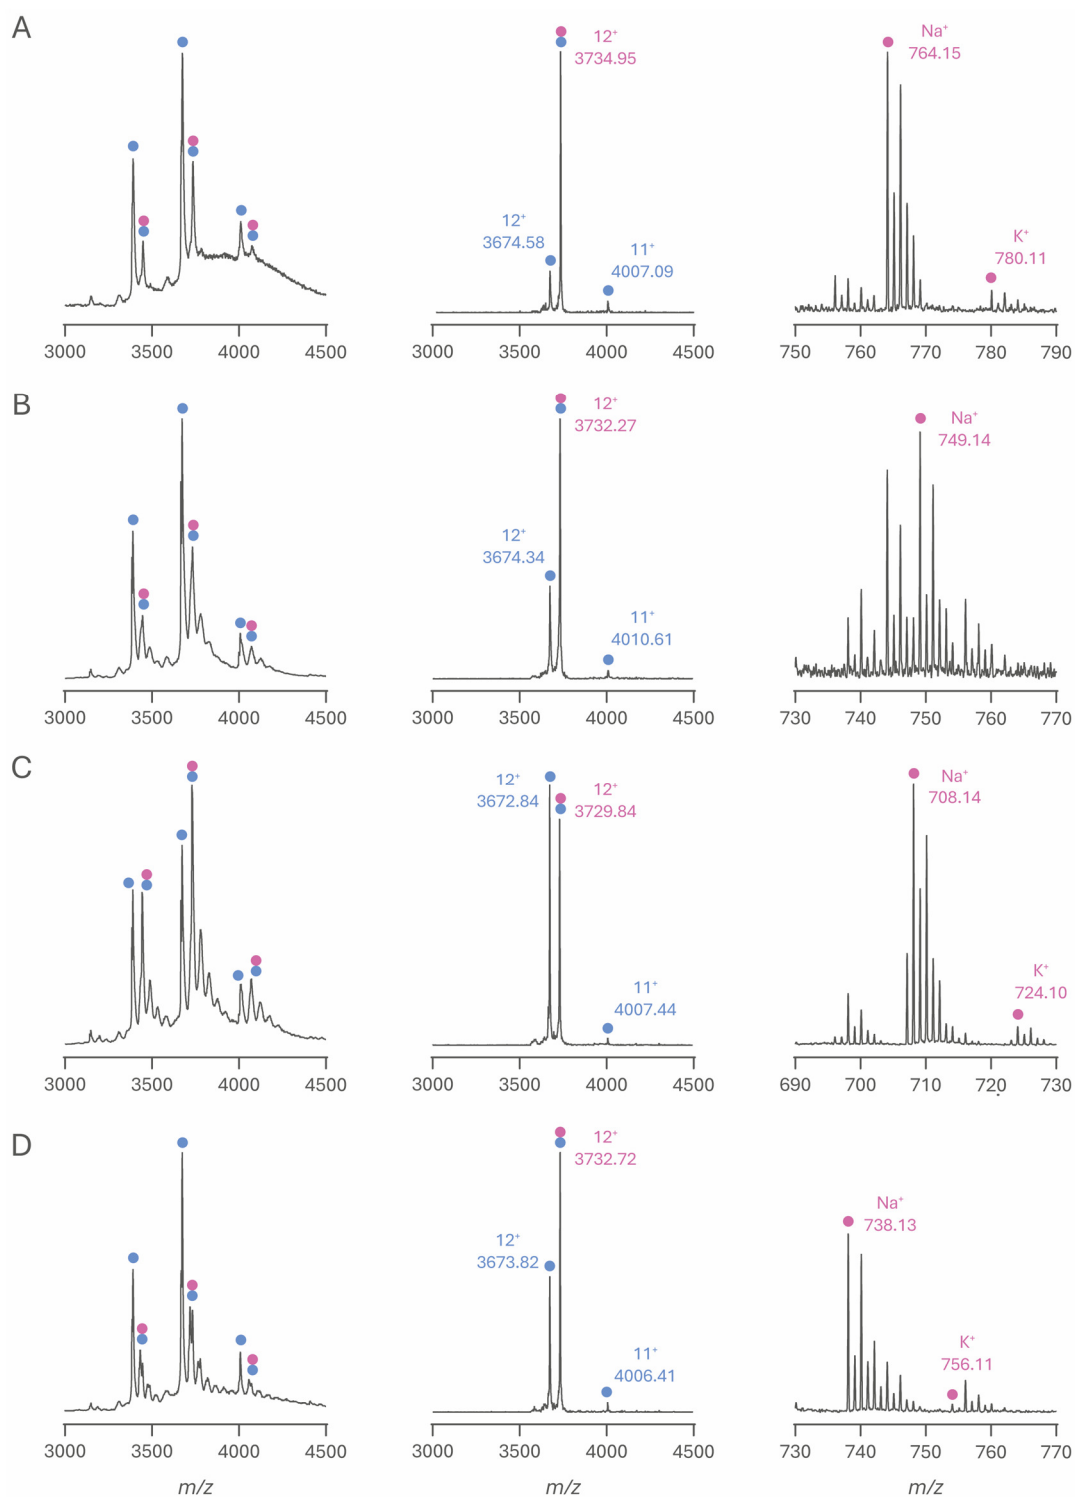 A
12+
3734.95
12+
3674.58
11+
4007.09
Na+
764.15
K+
780.11
3000 3500 4000 4500
3000 3500 4000 4500
750 760 770 780 790
B
12+
3732.27
12+
3674.34
11+
4010.61
Na+
749.14
3000 3500 4000 4500
3000 3500 4000 4500
730 740 750 760 770
C
12+
3672.84
12+
3729.84
11+
4007.44
Na+
708.14
K+
724.10
3000 3500 4000 4500
3000 3500 4000 4500
690 700 710 720 730
D
12+
3732.72
12+
3673.82
11+
4006.41
Na+
738.13
K+
756.11
3000 3500 4000 4500
3000 3500 4000 4500
730 740 750 760 770
m/z m/z m/z